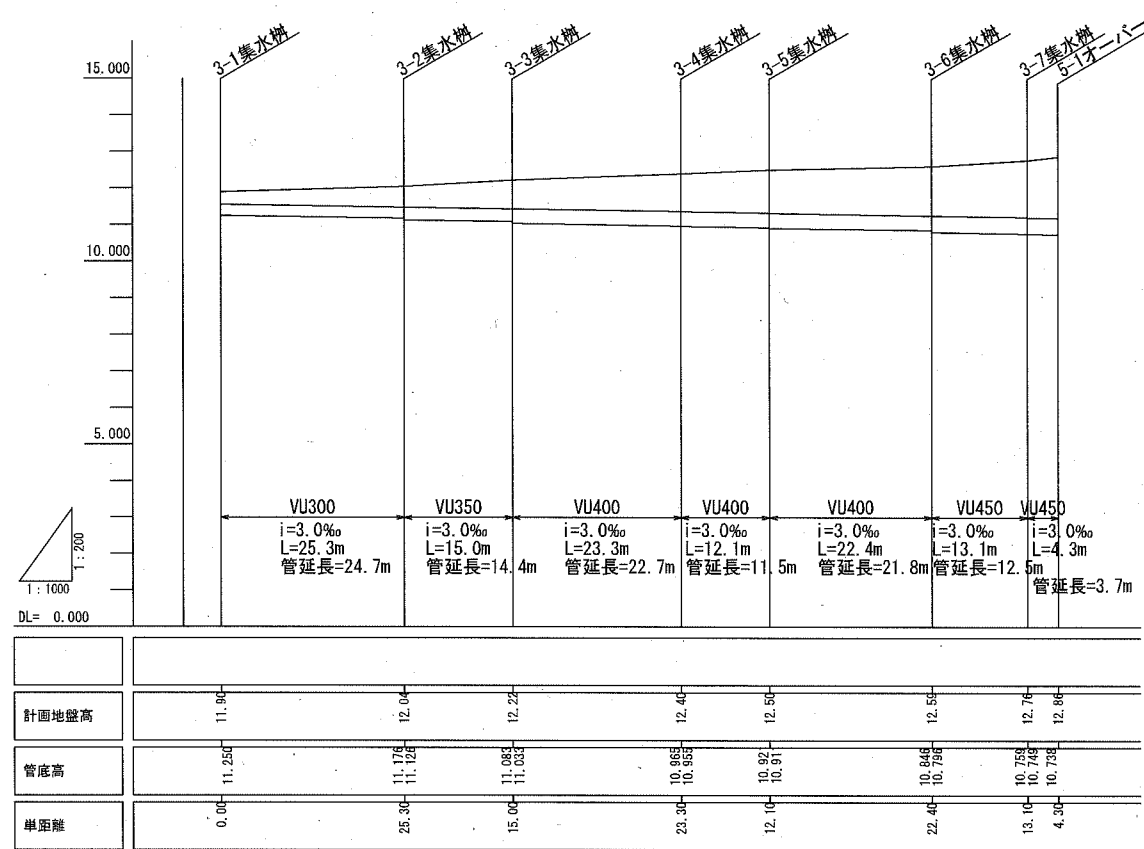 3-1集水桝
3-2集水桝
3-3集水桝
3-4集水桝
3-5集水桝
3-6集水桝
3-7集水桝
5-1オーバー
15.000
10.000
5.000
VU300
i=3.0‰
L=25.3m
管延長=24.7m
VU350
i=3.0‰
L=15.0m
管延長=14.4m
VU400
i=3.0‰
L=23.3m
管延長=22.7m
VU400
i=3.0‰
L=12.1m
管延長=11.5m
VU400
i=3.0‰
L=22.4m
管延長=21.8m
VU450
i=3.0‰
L=13.1m
管延長=12.5m
VU450
i=3.0‰
L=4.3m
管延長=3.7m
1:200
1:1000
DL= 0.000
計画地盤高
11.90
12.04
12.22
12.40
12.50
12.59
12.76
12.86
管底高
11.250
11.176
11.126
11.083
11.033
10.965
10.955
10.92
10.91
10.846
10.796
10.759
10.749
10.738
単距離
0.00
25.30
15.00
23.30
12.10
22.40
13.10
4.30